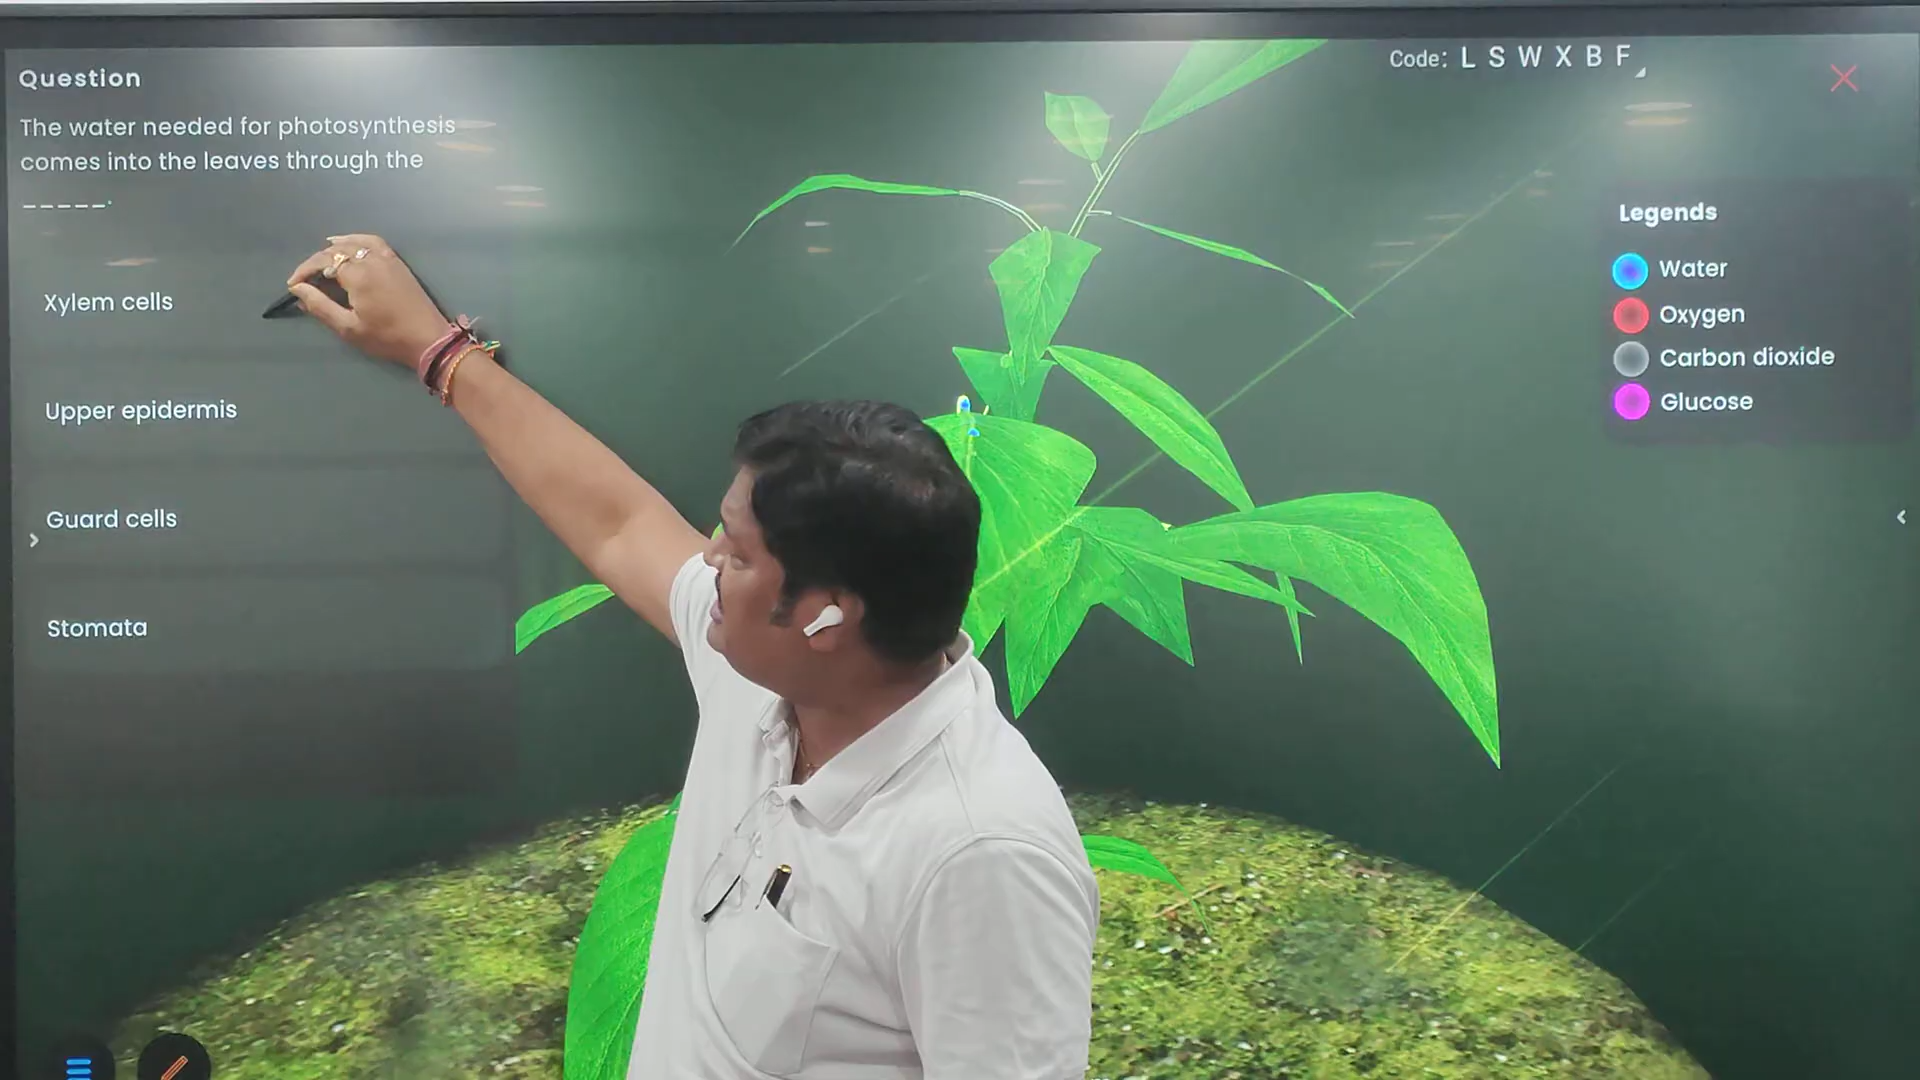 Question
The water needed for photosynthesis
comes into the leaves through the
_____.
Xylem cells
Upper epidermis
Guard cells
Stomata
Code: L S W X B F
Legends
Water
Oxygen
Carbon dioxide
Glucose